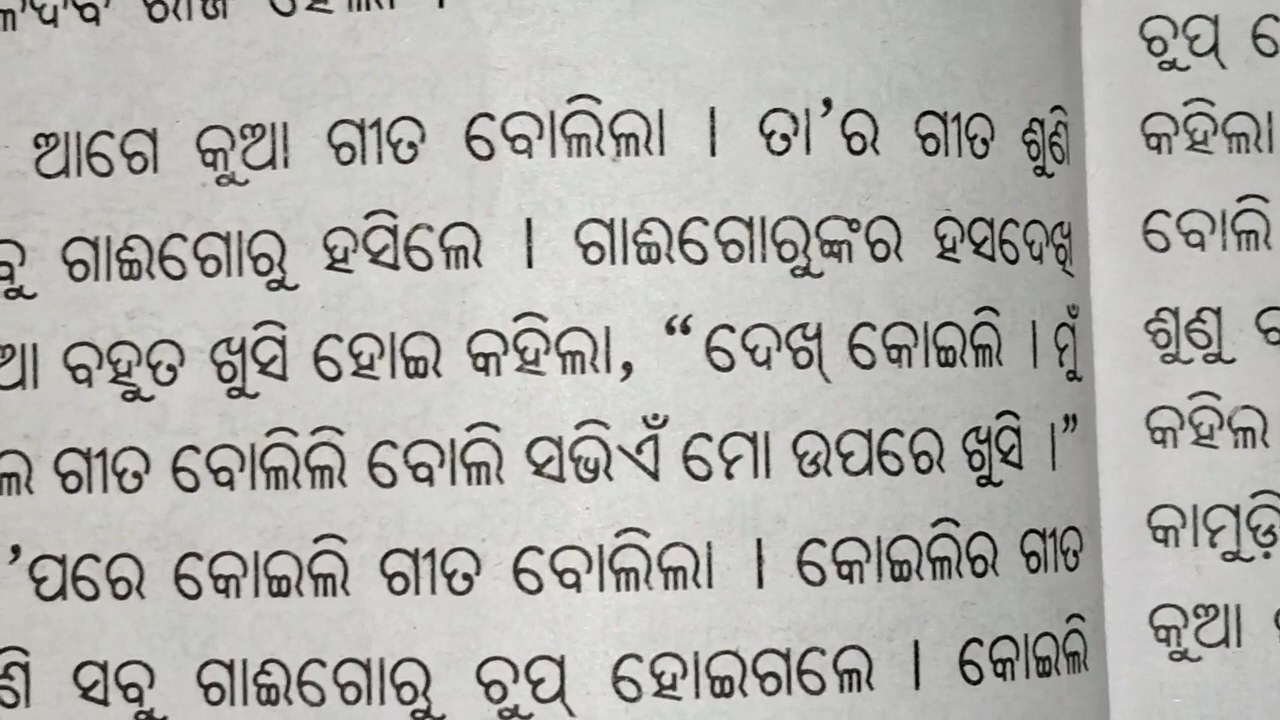 ଆଗେ କୁଆ ଗୀତ ବୋଲିଲା । ତା’ର ଗୀତ ଶୁଣି
ଗାଈଗୋରୁ ହସିଲେ । ଗାଈଗୋରୁଙ୍କର ହସଦେଖି
ବହୁତ ଖୁସି ହୋଇ କହିଲା, “ଦେଖ୍ କୋଇଲି । ମୁଁ
ଗୀତ ବୋଲିଲି ବୋଲି ସଭିଏଁ ମୋ ଉପରେ ଖୁସି ।”
’ପରେ କୋଇଲି ଗୀତ ବୋଲିଲା । କୋଇଲିର ଗୀତ
ସବୁ ଗାଈଗୋରୁ ଚୁପ୍ ହୋଇଗଲେ । କୋଇଲି
ଚୁପ୍
କହିଲା
ବୋଲି
ଶୁଣୁ
କହିଲ
କାମୁଡ଼ି
କୁଆ